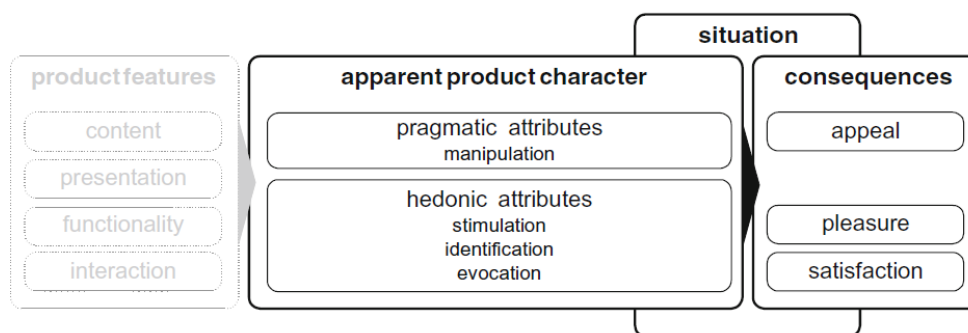 situation
product features
content
presentation
functionality
interaction
apparent product character
pragmatic attributes
manipulation
hedonic attributes
stimulation
identification
evocation
consequences
appeal
pleasure
satisfaction